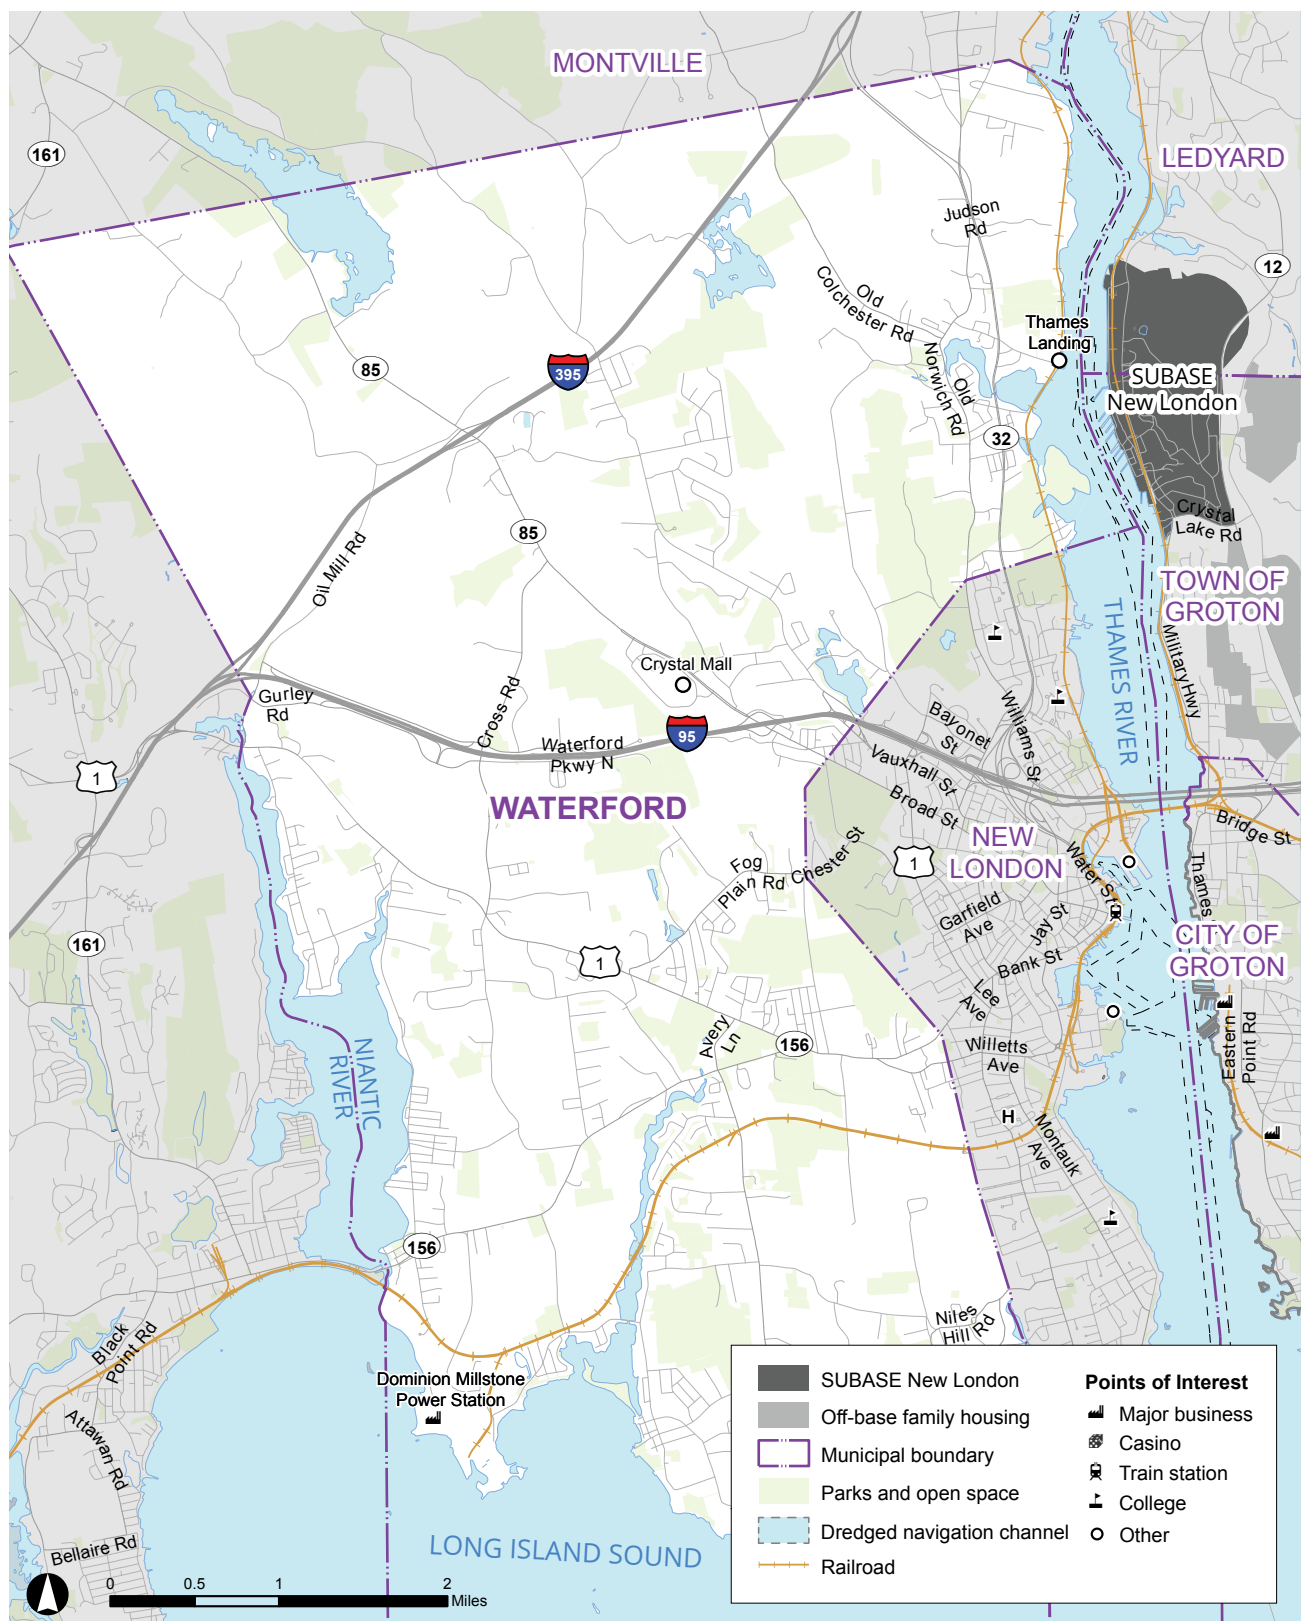 MONTVILLE
161
LEDYARD
Judson
Rd
12
Old
Colchester Rd
Thames
Landing
395
85
Old
Norwich Rd
SUBASE
New London
32
85
Crystal
Lake Rd
Oil Mill Rd
TOWN OF
GROTON
THAMES RIVER
Military Hwy
Crystal Mall
Gurley
Rd
Cross Rd
Waterford
Pkwy N
95
Bayonet
St
Williams St
1
Vauxhall St
Broad St
WATERFORD
NEW
LONDON
Bridge St
Water St
Fog
Plain Rd
Chester St
1
Thames
Garfield
Ave
Jay St
161
CITY OF
GROTON
Bank St
1
Lee
Ave
Avery
Ln
156
Willetts
Ave
Eastern
Point Rd
NIANTIC
RIVER
H
Montauk
Ave
156
Niles
Hill Rd
Black
Point Rd
Dominion Millstone
Power Station
Attawan Rd
Bellaire Rd
LONG ISLAND SOUND
0 0.5 1 2
Miles
SUBASE New London
Off-base family housing
Municipal boundary
Parks and open space
Dredged navigation channel
Railroad
Points of Interest
Major business
Casino
Train station
College
Other